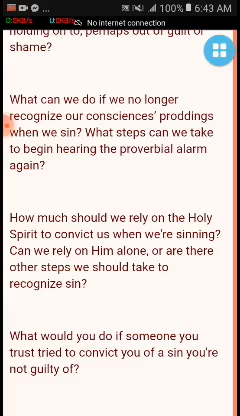 100% 6:43 AM
0:0KB/s U:0KB/s No internet connection
holding on to, perhaps out of guilt or
shame?
What can we do if we no longer
recognize our consciences' proddings
when we sin? What steps can we take
to begin hearing the proverbial alarm
again?
How much should we rely on the Holy
Spirit to convict us when we're sinning?
Can we rely on Him alone, or are there
other steps we should take to
recognize sin?
What would you do if someone you
trust tried to convict you of a sin you're
not guilty of?